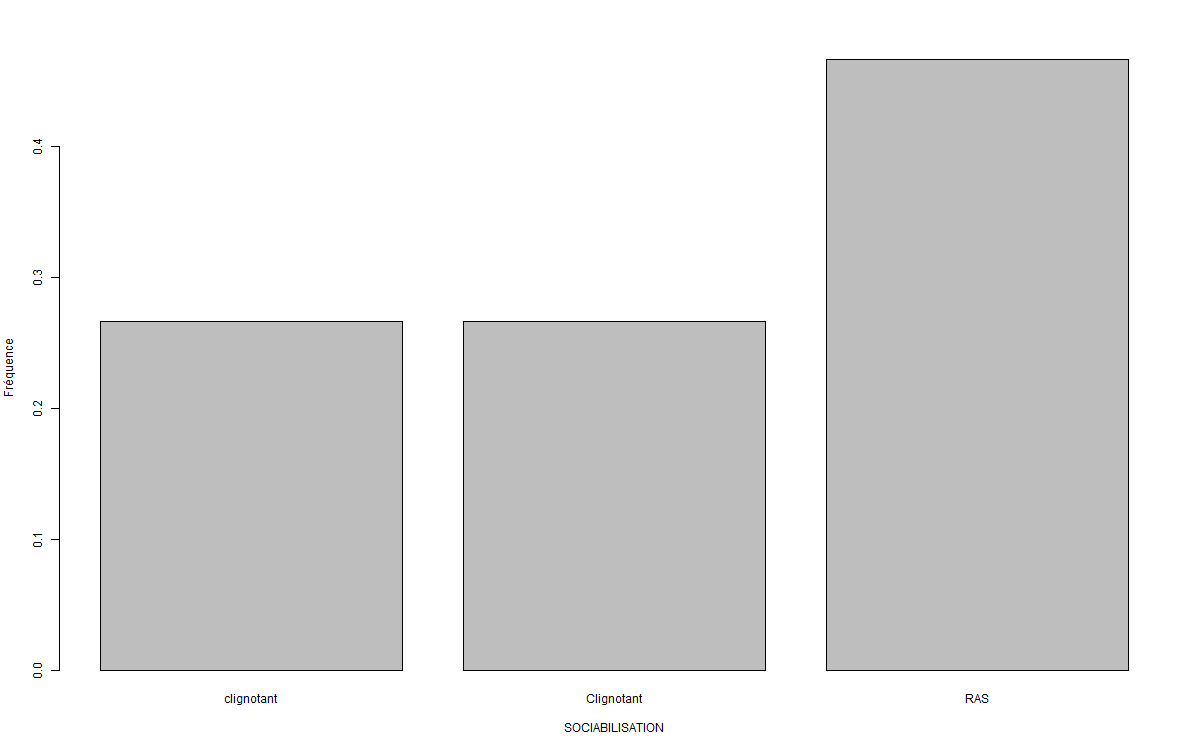 0.4
0.3
0.2
0.1
0.0
Fréquence
clignotant
Clignotant
RAS
SOCIABILISATION